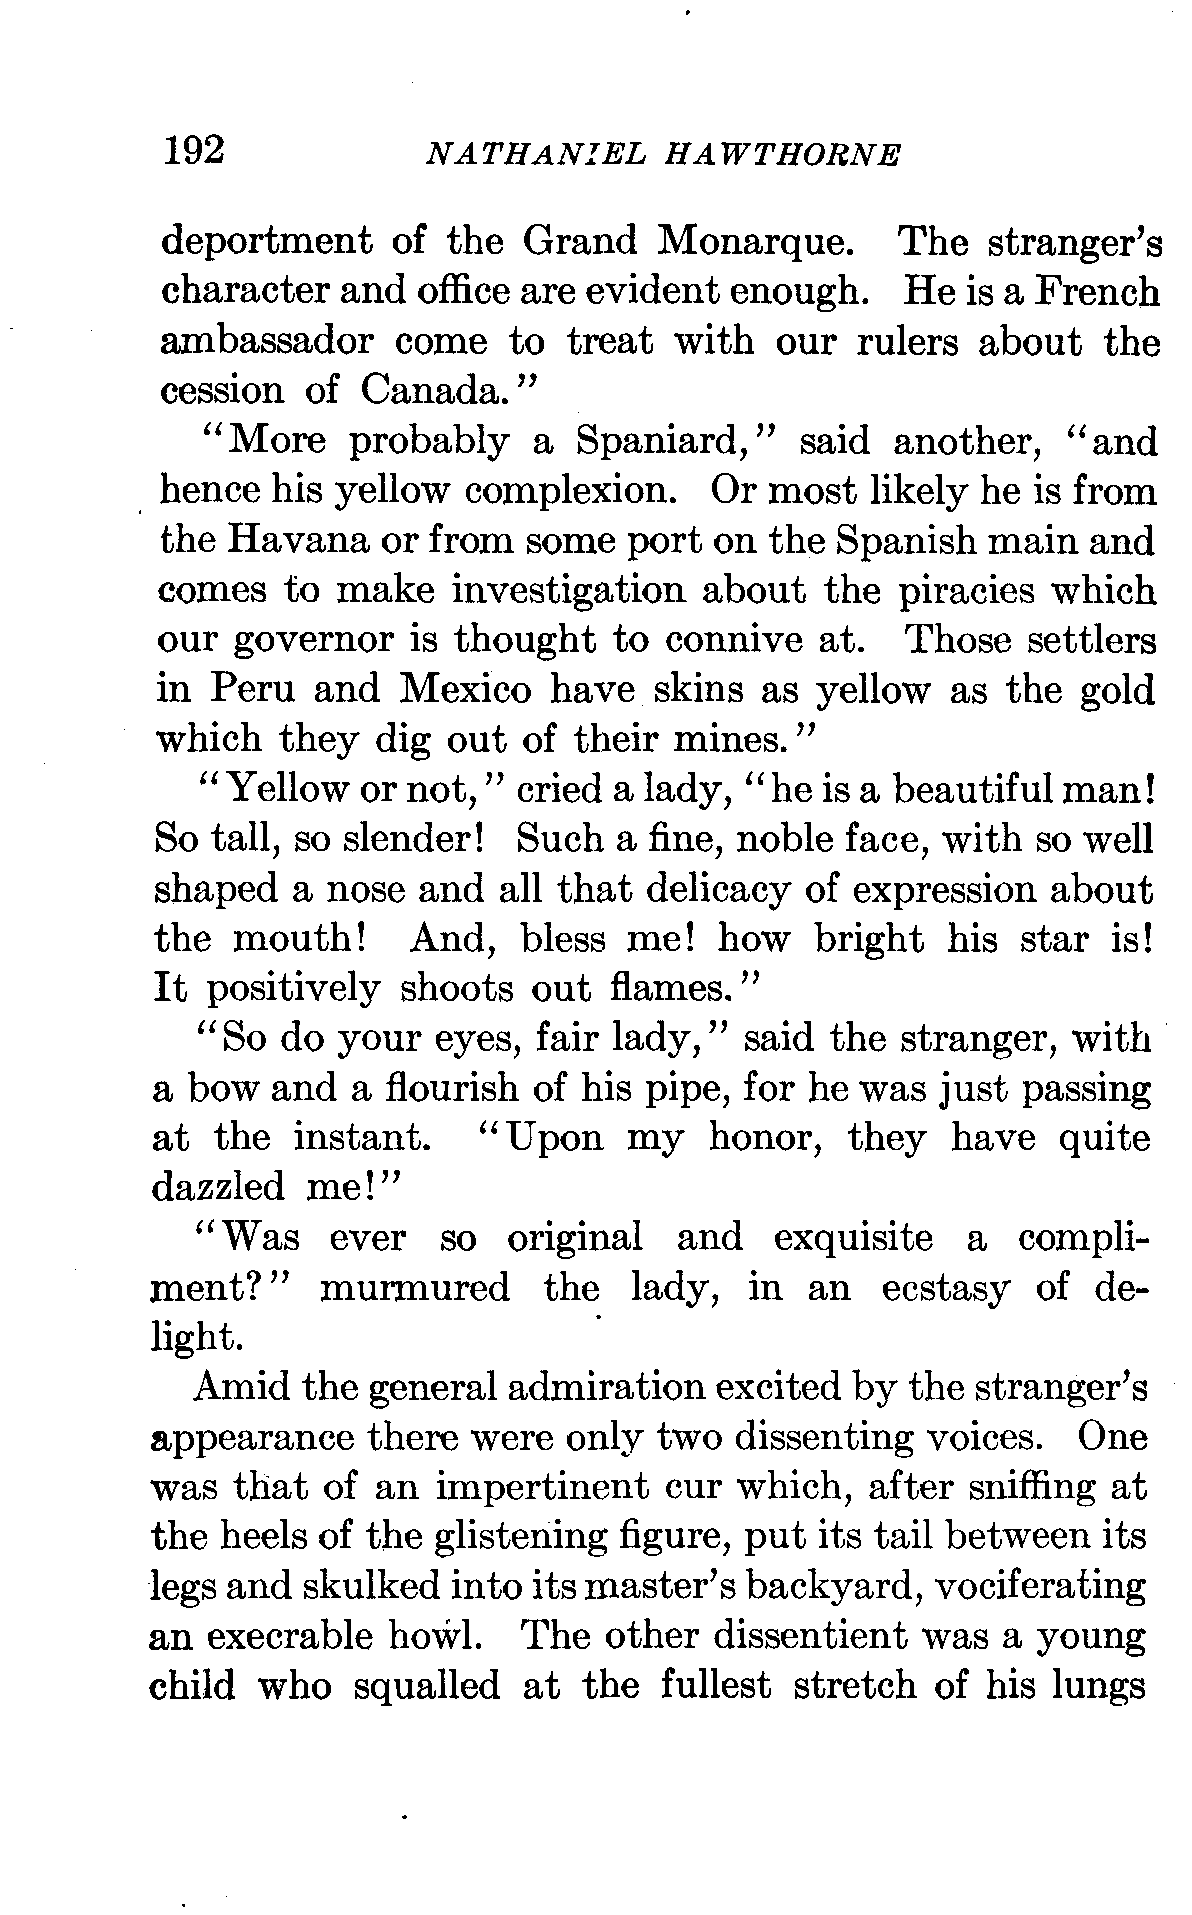 192 NATHANIEL HAWTHORNE
deportment of the Grand Monarque. The stranger's
character and office are evident enough. He is a French
ambassador come to treat with our rulers about the
cession of Canada."
"More probably a Spaniard," said another, "and
hence his yellow complexion. Or most likely he is from
the Havana or from some port on the Spanish main and
comes to make investigation about the piracies which
our governor is thought to connive at. Those settlers
in Peru and Mexico have skins as yellow as the gold
which they dig out of their mines."
"Yellow or not," cried a lady, "he is a beautiful man!
So tall, so slender! Such a fine, noble face, with so well
shaped a nose and all that delicacy of expression about
the mouth! And, bless me! how bright his star is!
It positively shoots out flames."
"So do your eyes, fair lady," said the stranger, with
a bow and a flourish of his pipe, for he was just passing
at the instant. "Upon my honor, they have quite
dazzled me!"
"Was ever so original and exquisite a compli-
ment?" murmured the lady, in an ecstasy of de-
light.
Amid the general admiration excited by the stranger's
appearance there were only two dissenting voices. One
was that of an impertinent cur which, after sniffing at
the heels of the glistening figure, put its tail between its
legs and skulked into its master's backyard, vociferating
an execrable howl. The other dissentient was a young
child who squalled at the fullest stretch of his lungs